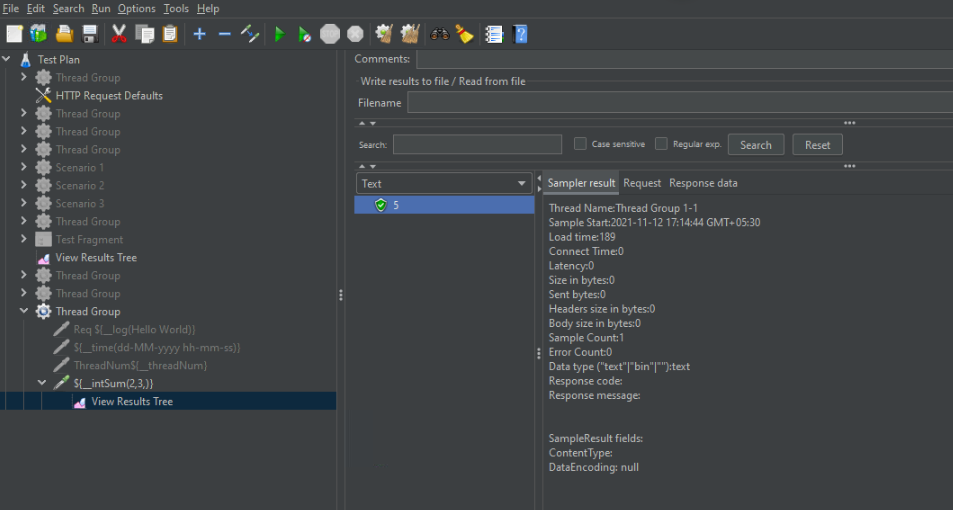 File Edit Search Run Options Tools Help
Test Plan
Thread Group
HTTP Request Defaults
Thread Group
Thread Group
Thread Group
Scenario 1
Scenario 2
Scenario 3
Thread Group
Test Fragment
View Results Tree
Thread Group
Thread Group
Thread Group
Req ${__log(Hello World)}
${__time(dd-MM-yyyy hh-mm-ss)}
ThreadNum${__threadNum}
${__intSum(2,3,)}
View Results Tree
Comments:
Write results to file / Read from file
Filename
Search: Case sensitive Regular exp. Search Reset
Text
5
Sampler result Request Response data
Thread Name:Thread Group 1-1
Sample Start:2021-11-12 17:14:44 GMT+05:30
Load time:189
Connect Time:0
Latency:0
Size in bytes:0
Sent bytes:0
Headers size in bytes:0
Body size in bytes:0
Sample Count:1
Error Count:0
Data type ("text"|"bin"|""):text
Response code:
Response message:
SampleResult fields:
ContentType:
DataEncoding: null